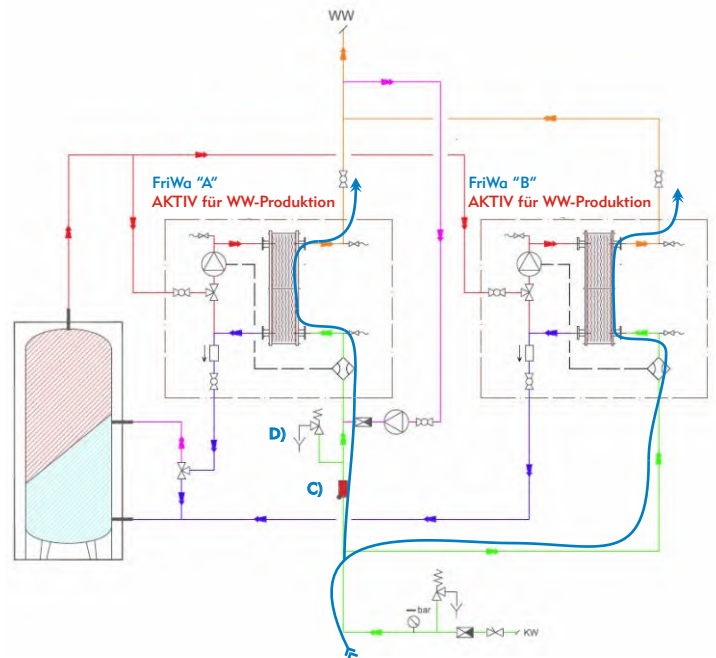 WW
FriWa "A"
AKTIV für WW-Produktion
FriWa "B"
AKTIV für WW-Produktion
D)
C)
bar
KW